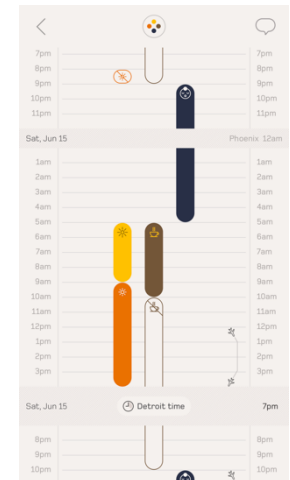 7pm 7pm
8pm 8pm
9pm 9pm
10pm 10pm
11pm 11pm
Sat, Jun 15 Phoenix 12am
1am 1am
2am 2am
3am 3am
4am 4am
5am 5am
6am 6am
7am 7am
8am 8am
9am 9am
10am 10am
11am 11am
12pm 12pm
1pm 1pm
2pm 2pm
3pm 3pm
Sat, Jun 15 Detroit time 7pm
8pm 8pm
9pm 9pm
10pm 10pm